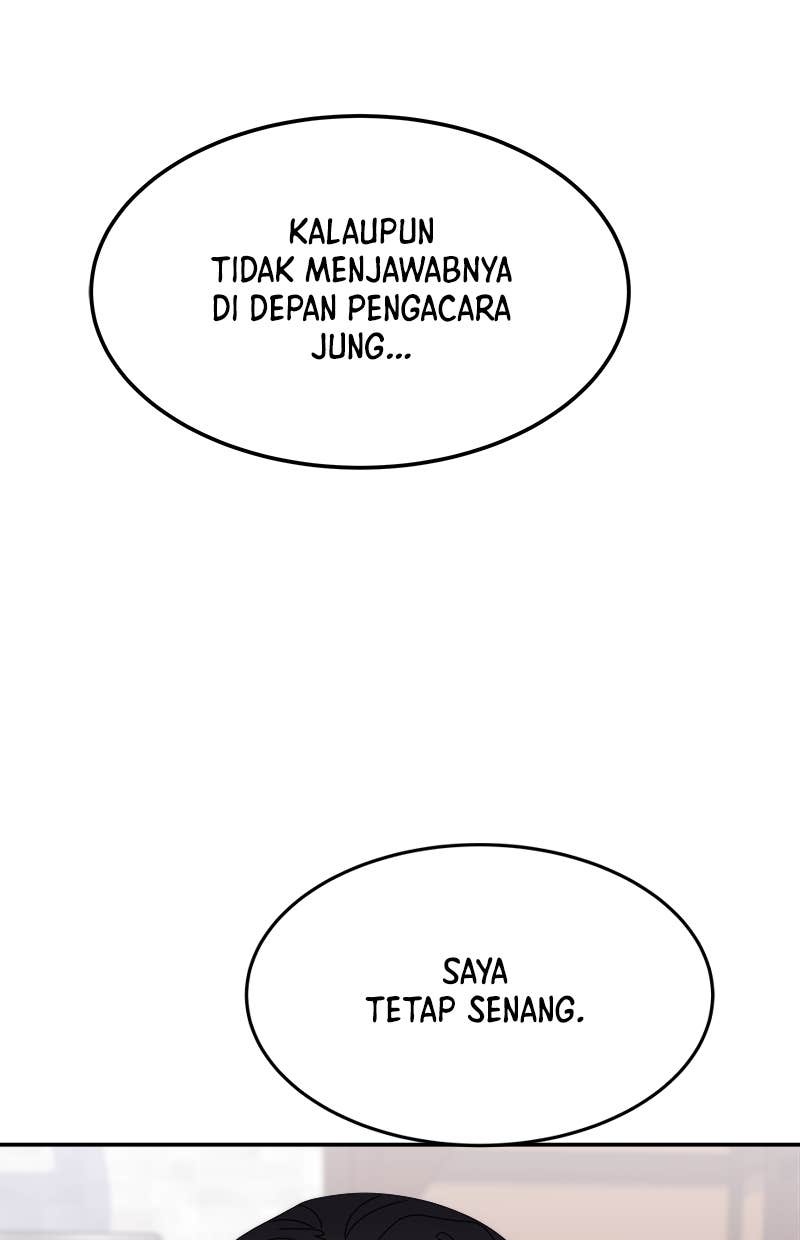 KALAUPUN
TIDAK MENJAWABNYA
DI DEPAN PENGACARA
JUNG...
SAYA
TETAP SENANG.